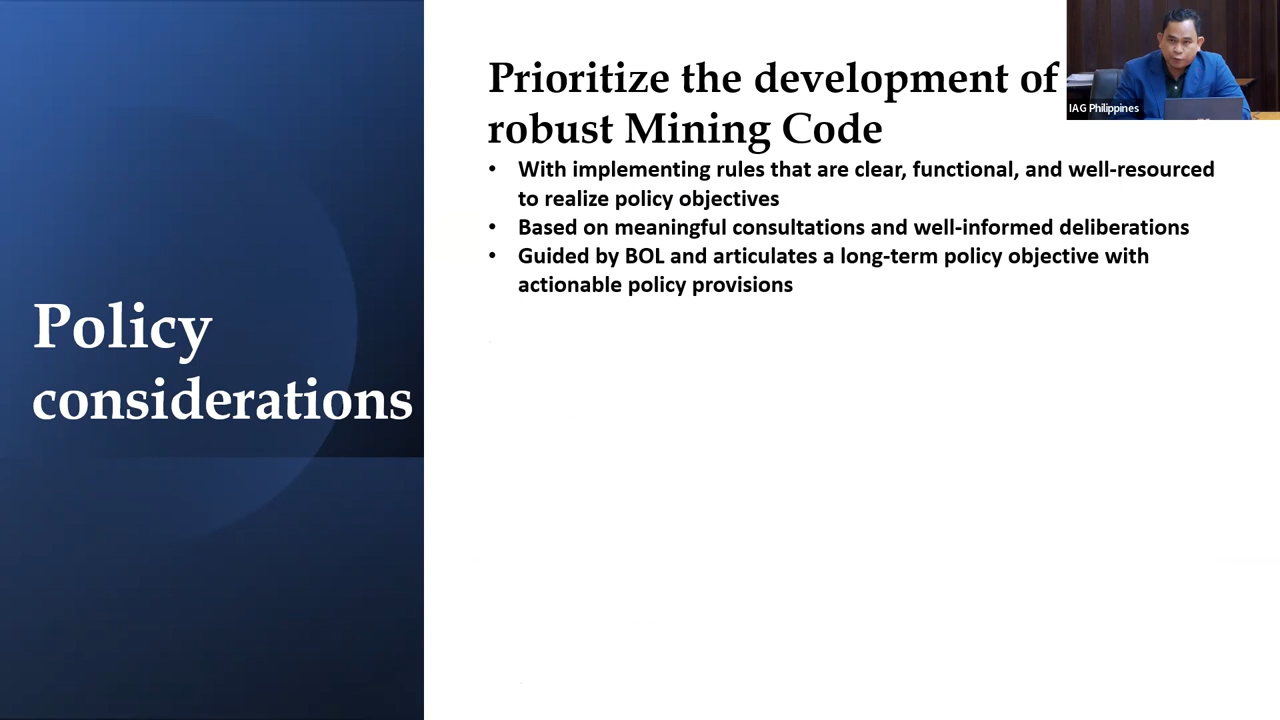 Policy
considerations
Prioritize the development of
robust Mining Code
• With implementing rules that are clear, functional, and well-resourced
to realize policy objectives
• Based on meaningful consultations and well-informed deliberations
• Guided by BOL and articulates a long-term policy objective with
actionable policy provisions
IAG Philippines